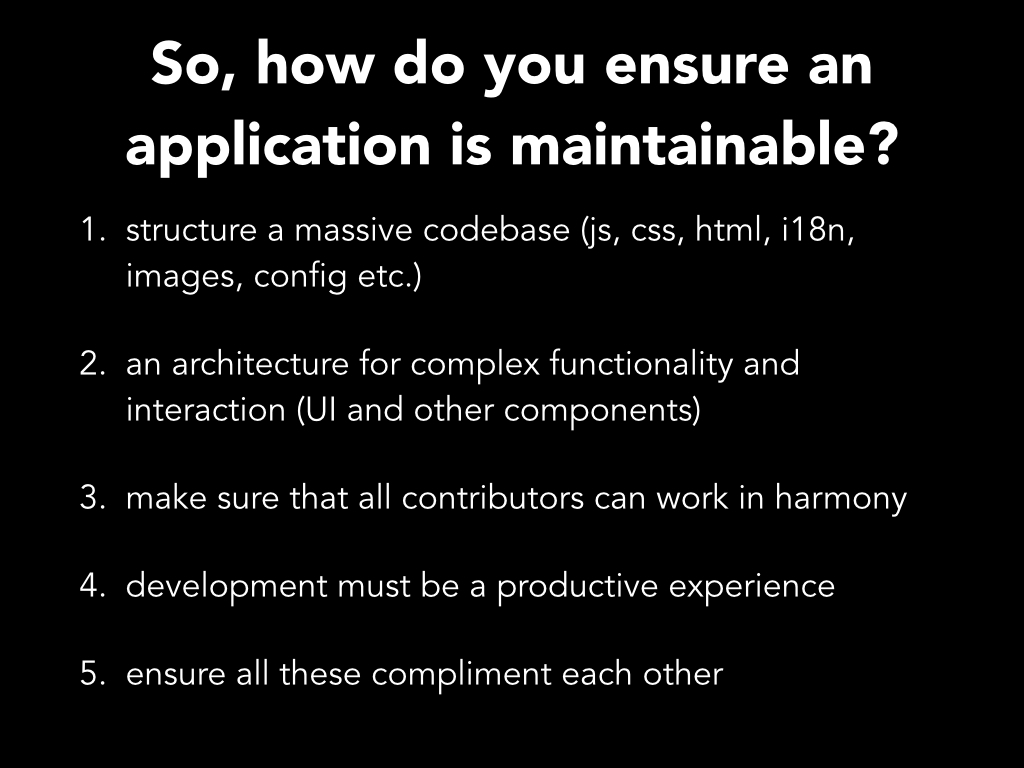 So, how do you ensure an
application is maintainable?
1. structure a massive codebase (js, css, html, i18n,
images, config etc.)
2. an architecture for complex functionality and
interaction (UI and other components)
3. make sure that all contributors can work in harmony
4. development must be a productive experience
5. ensure all these compliment each other